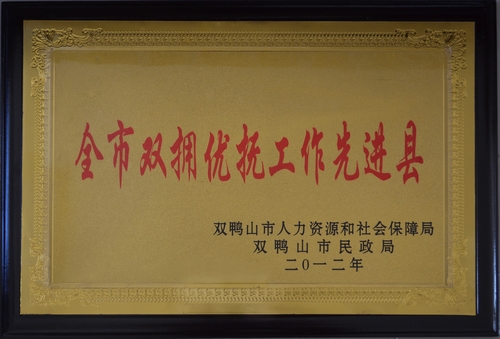 全市双拥优抚工作先进县
双鸭山市人力资源和社会保障局
双鸭山市民政局
二0一二年